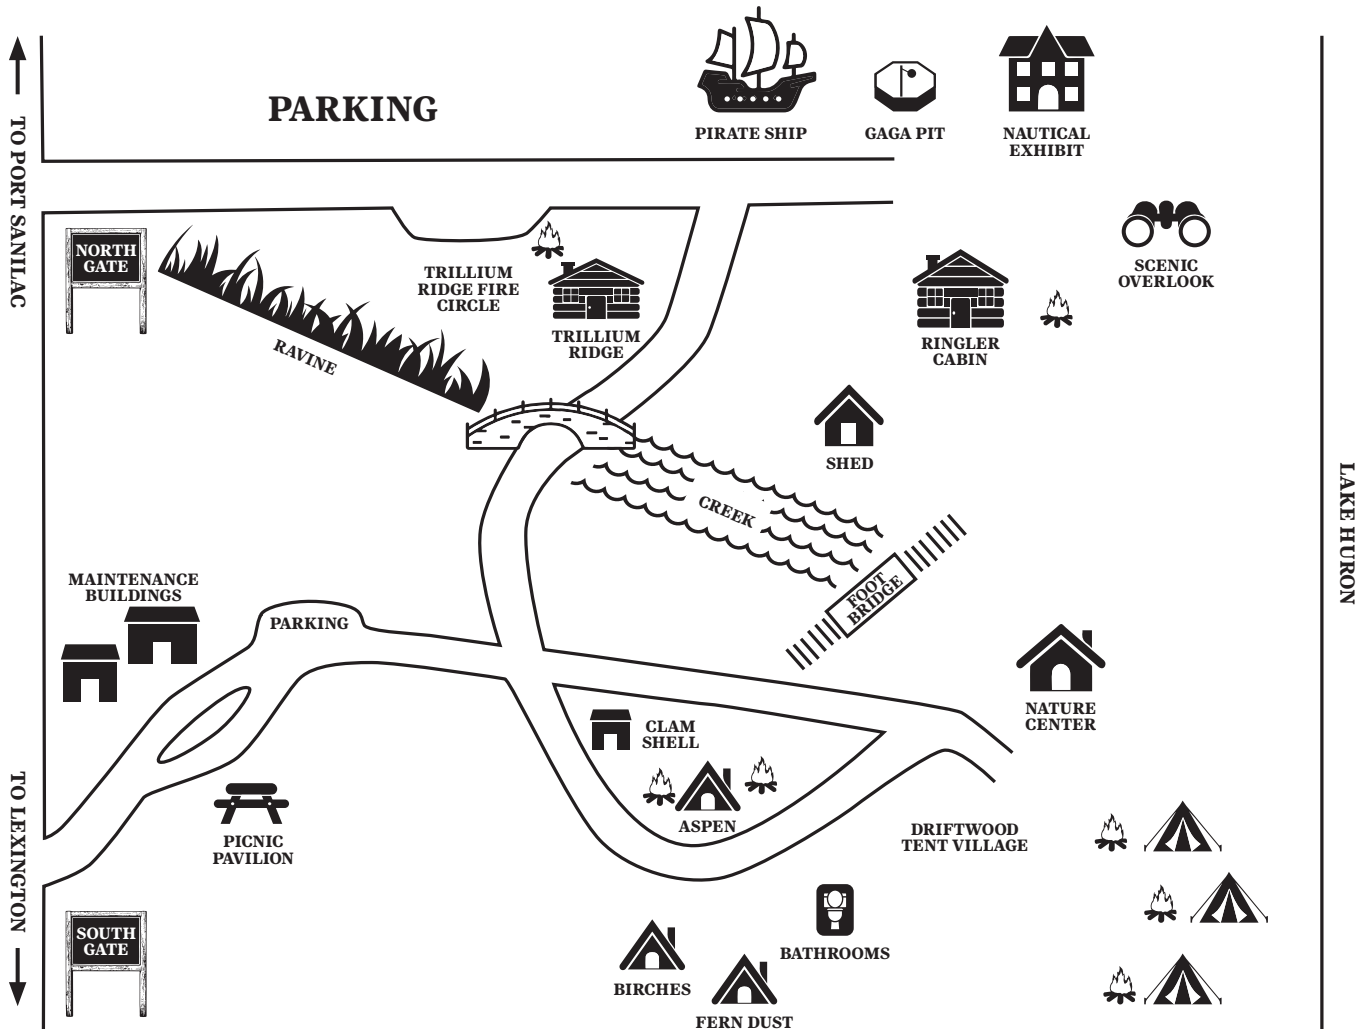 PARKING
PIRATE SHIP
GAGA PIT
NAUTICAL
EXHIBIT
TO PORT SANILAC
NORTH
GATE
RAVINE
TRILLIUM
RIDGE FIRE
CIRCLE
TRILLIUM
RIDGE
RINGLER
CABIN
SCENIC
OVERLOOK
SHED
CREEK
FOOT
BRIDGE
LAKE HURON
MAINTENANCE
BUILDINGS
PARKING
NATURE
CENTER
CLAM
SHELL
ASPEN
PICNIC
PAVILION
DRIFTWOOD
TENT VILLAGE
TO LEXINGTON
SOUTH
GATE
BATHROOMS
BIRCHES
FERN DUST